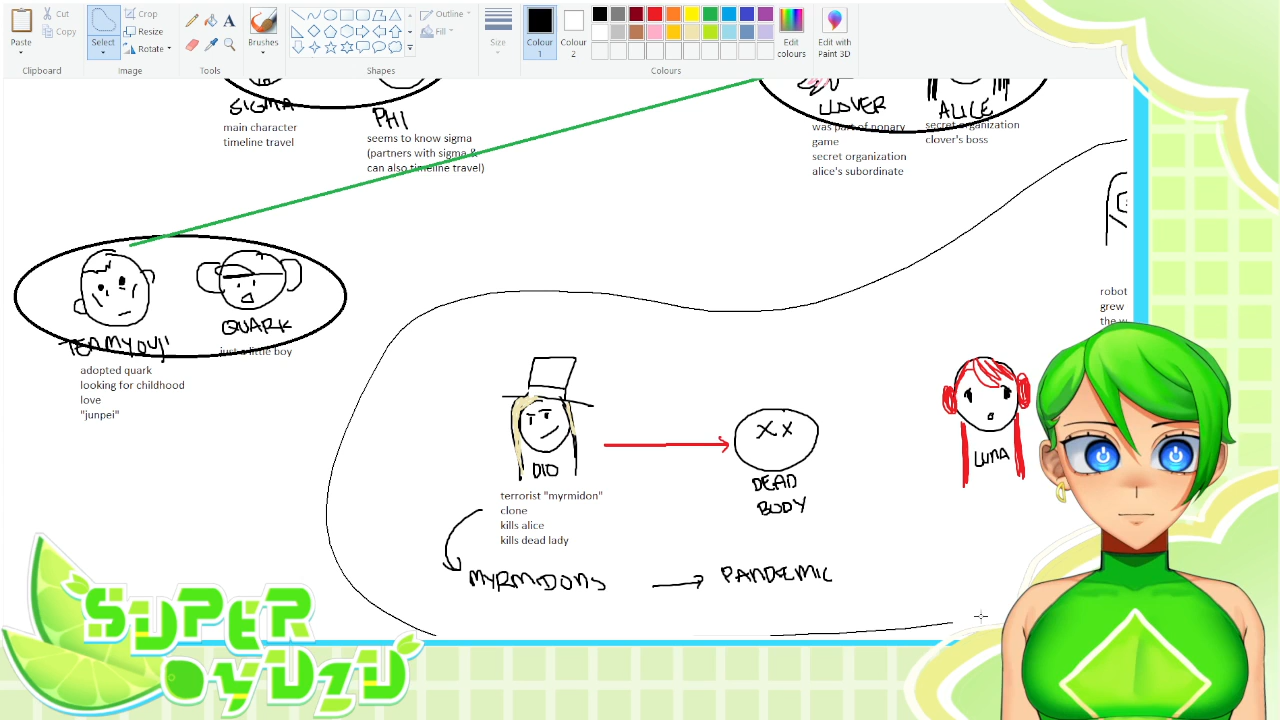 Paste
Cut
Copy
Clipboard
Select
Crop
Resize
Rotate
Image
Tools
Brushes
Shapes
Outline
Fill
Size
Colour
1
Colour
2
Edit
colours
Edit with
Paint 3D
Colours
SIGMA
main character
timeline travel
PHI
seems to know sigma
(partners with sigma &
can also timeline travel)
CLOVER
was part of nonary
game
secret organization
alice's subordinate
ALICE
secret organization
clover's boss
TENMYOUJI
adopted quark
looking for childhood
love
"junpei"
QUARK
just a little boy
robot
grew
the w
DIO
terrorist "myrmidon"
clone
kills alice
kills dead lady
DEAD
BODY
LUNA
MYRMIDONS
PANDEMIC
SUPER
OYUZU